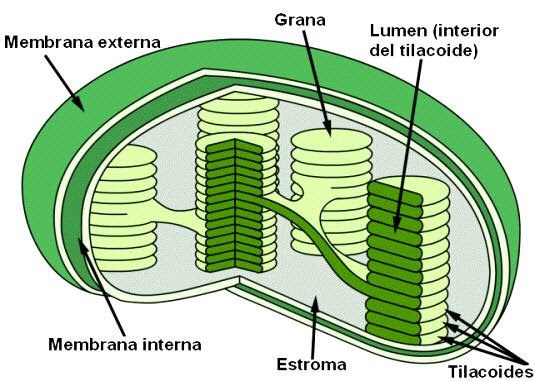 Grana
Membrana externa
Lumen (interior
del tilacoide)
Membrana interna
Estroma
Tilacoides